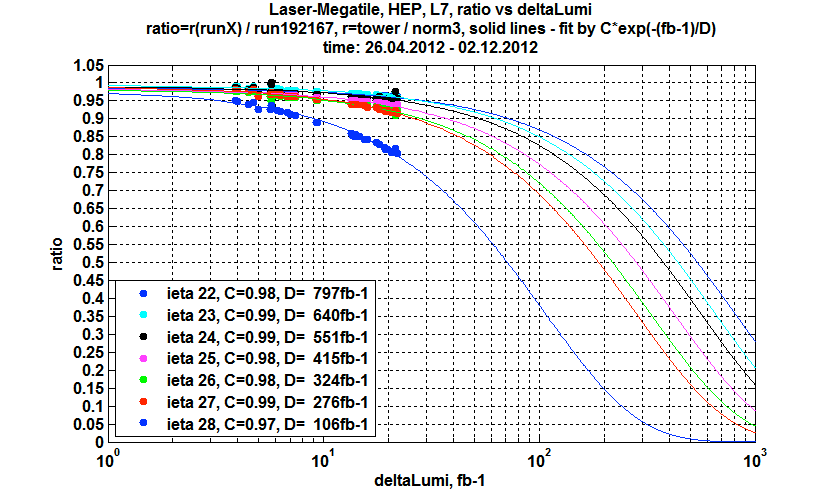 Laser-Megatile, HEP, L7, ratio vs deltaLumi
ratio=r(runX) / run192167, r=tower / norm3, solid lines - fit by C*exp(-(fb-1)/D)
time: 26.04.2012 - 02.12.2012
1.05
1
0.95
0.9
0.85
0.8
0.75
0.7
0.65
0.6
0.55
0.5
0.45
0.4
0.35
0.3
0.25
0.2
0.15
0.1
0.05
0
ratio
ieta 22, C=0.98, D= 797fb-1
ieta 23, C=0.99, D= 640fb-1
ieta 24, C=0.99, D= 551fb-1
ieta 25, C=0.98, D= 415fb-1
ieta 26, C=0.98, D= 324fb-1
ieta 27, C=0.99, D= 276fb-1
ieta 28, C=0.97, D= 106fb-1
10⁰ 10¹ 10² 10³
deltaLumi, fb-1